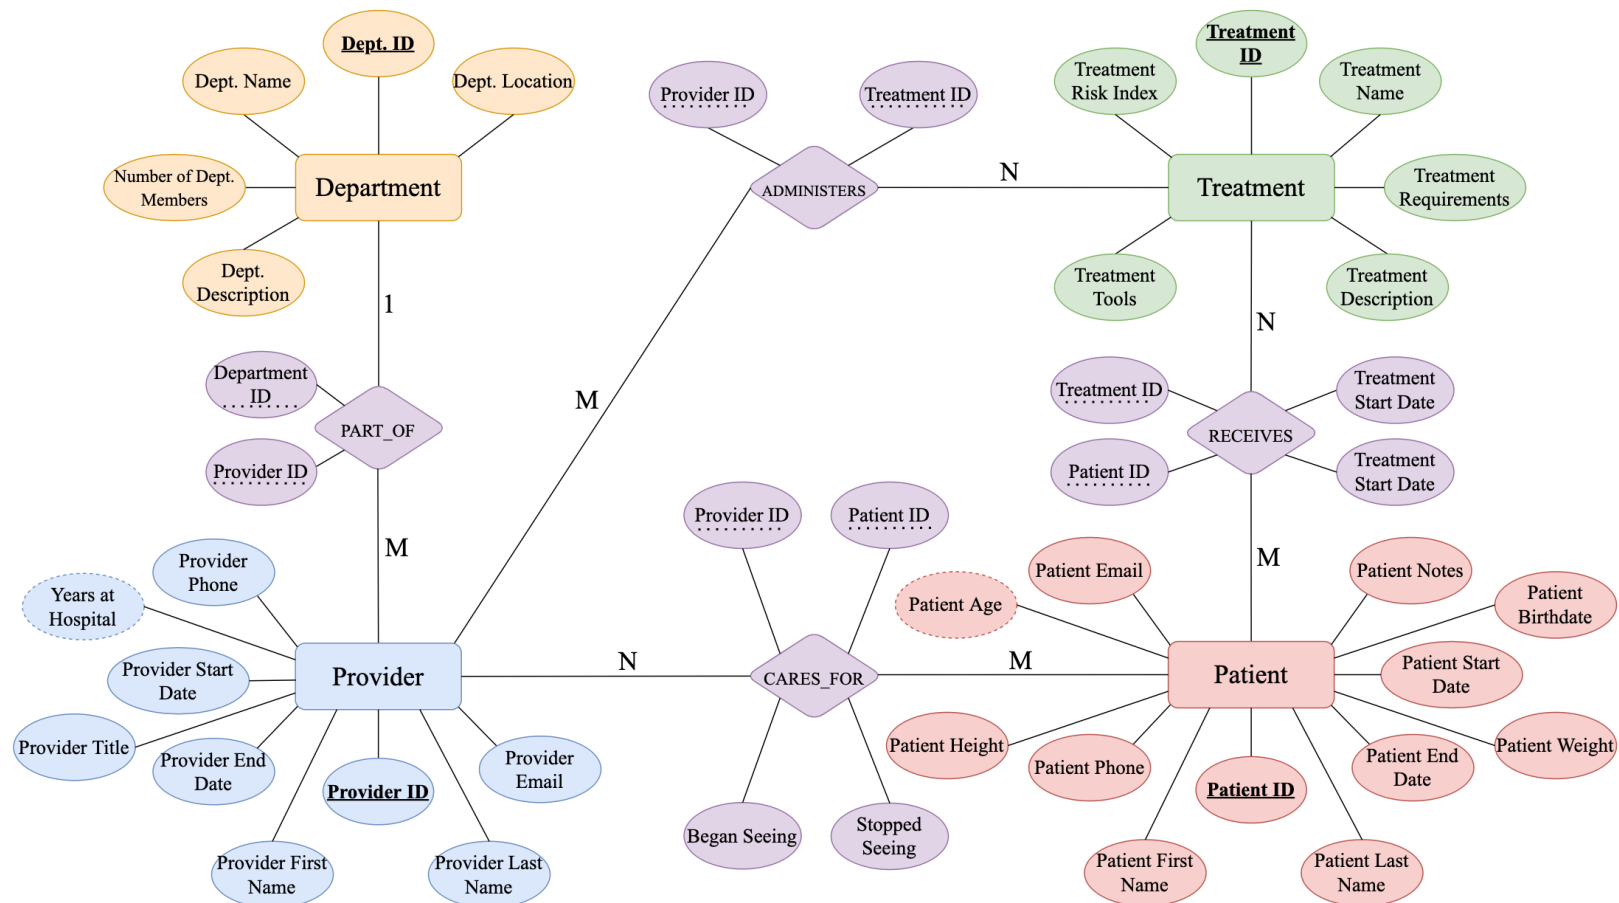 Dept. ID
Dept. Name
Dept. Location
Number of Dept.
Members
Department
Dept.
Description
1
Department
ID
PART_OF
Provider ID
M
Provider ID
Treatment ID
ADMINISTERS
N
M
Treatment
ID
Treatment
Risk Index
Treatment
Name
Treatment
Treatment
Requirements
Treatment
Tools
Treatment
Description
N
Treatment ID
Treatment
Start Date
RECEIVES
Patient ID
Treatment
Start Date
M
Provider
Phone
Years at
Hospital
Provider Start
Date
Provider
Provider Title
Provider End
Date
Provider ID
Provider
Email
Provider First
Name
Provider Last
Name
N
Provider ID
Patient ID
CARES_FOR
M
Began Seeing
Stopped
Seeing
Patient Email
Patient Notes
Patient Age
Patient
Birthdate
Patient
Patient Start
Date
Patient Height
Patient Phone
Patient ID
Patient End
Date
Patient Weight
Patient First
Name
Patient Last
Name